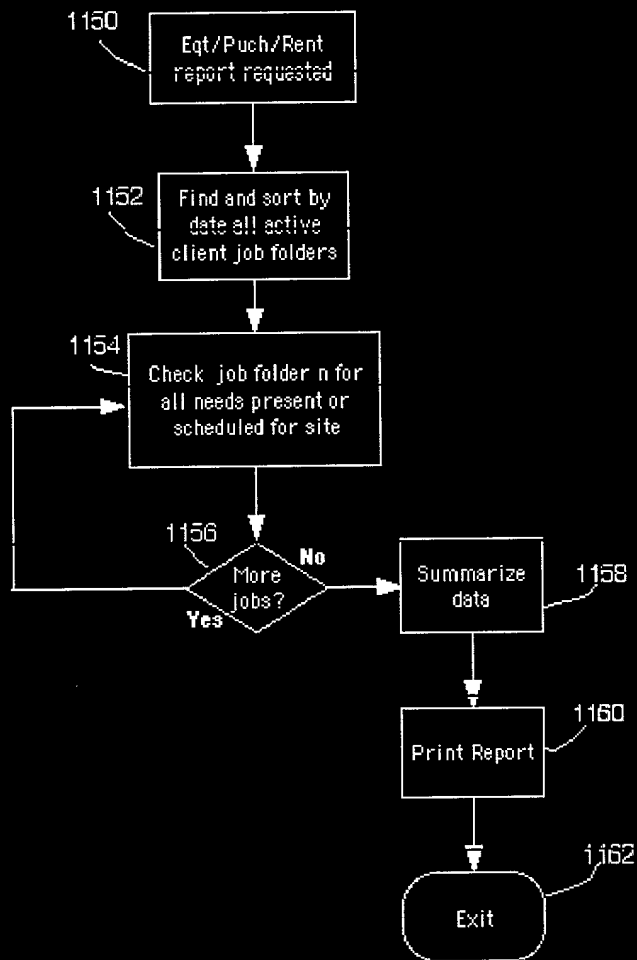 1150
Eqt/Puch/Rent
report requested
1152
Find and sort by
date all active
client job folders
1154
Check job folder n for
all needs present or
scheduled for site
1156
More
jobs?
No
Yes
Summarize
data
1158
1160
Print Report
1162
Exit